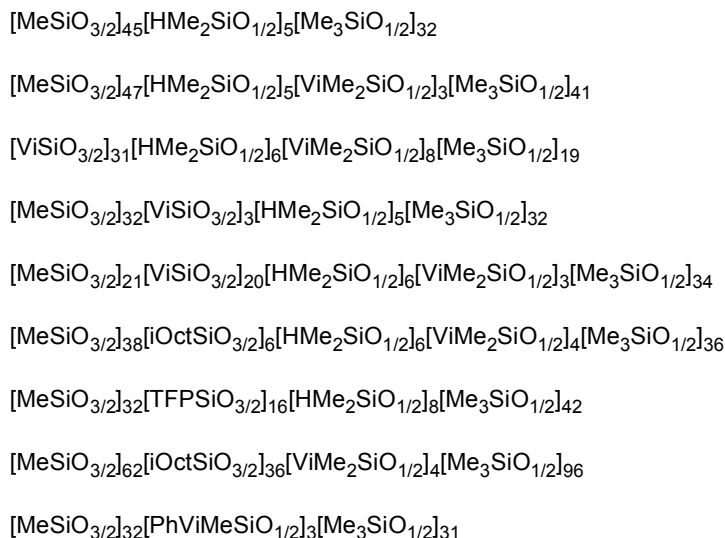 [MeSiO3/2]45[HMe2SiO1/2]5[Me3SiO1/2]32
[MeSiO3/2]47[HMe2SiO1/2]5[ViMe2SiO1/2]3[Me3SiO1/2]41
[ViSiO3/2]31[HMe2SiO1/2]6[ViMe2SiO1/2]8[Me3SiO1/2]19
[MeSiO3/2]32[ViSiO3/2]3[HMe2SiO1/2]5[Me3SiO1/2]32
[MeSiO3/2]21[ViSiO3/2]20[HMe2SiO1/2]6[ViMe2SiO1/2]3[Me3SiO1/2]34
[MeSiO3/2]38[iOctSiO3/2]6[HMe2SiO1/2]6[ViMe2SiO1/2]4[Me3SiO1/2]36
[MeSiO3/2]32[TFPSiO3/2]16[HMe2SiO1/2]8[Me3SiO1/2]42
[MeSiO3/2]62[iOctSiO3/2]36[ViMe2SiO1/2]4[Me3SiO1/2]96
[MeSiO3/2]32[PhViMeSiO1/2]3[Me3SiO1/2]31